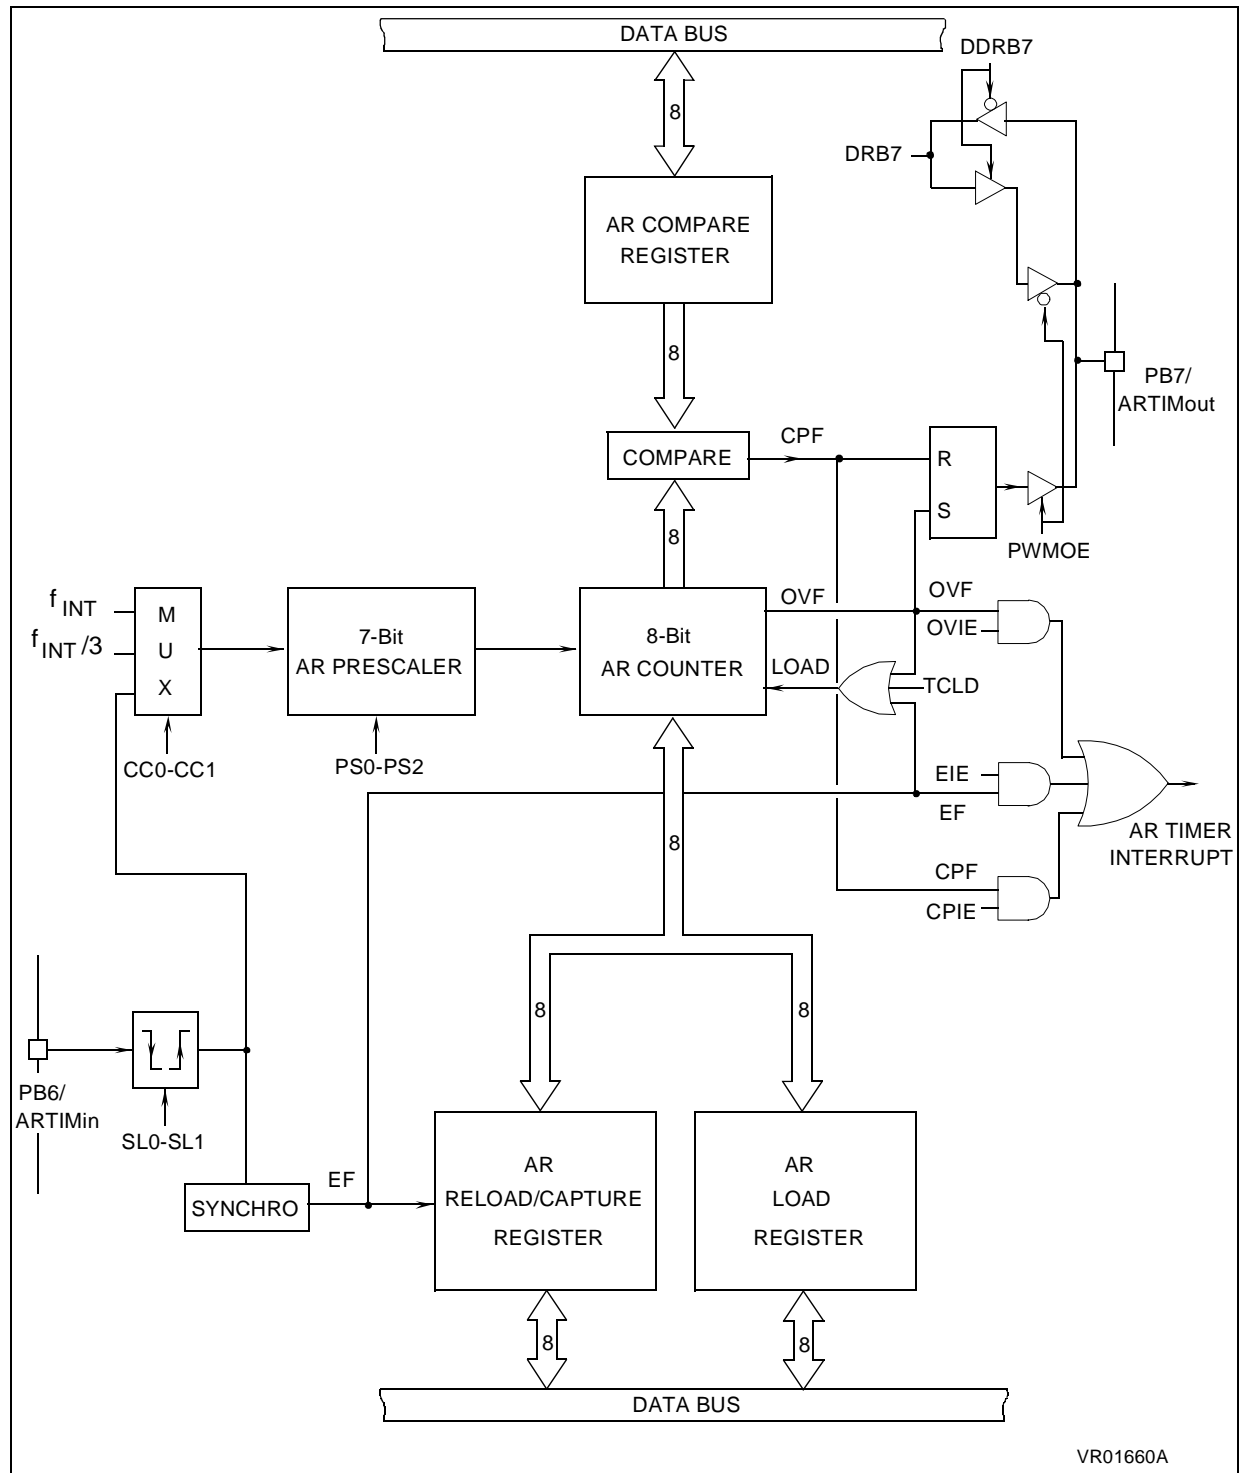 DATA BUS
DDRB7
8
DRB7
AR COMPARE
REGISTER
8
PB7/
ARTIMout
CPF
COMPARE
R
S
8
PWMOE
f INT
f INT /3
M
U
X
7-Bit
AR PRESCALER
8-Bit
AR COUNTER
OVF
OVF
OVIE
LOAD
TCLD
CC0-CC1
PS0-PS2
EIE
EF
8
AR TIMER
INTERRUPT
CPF
CPIE
8
8
PB6/
ARTIMin
SL0-SL1
SYNCHRO
EF
AR
RELOAD/CAPTURE
REGISTER
AR
LOAD
REGISTER
8
8
DATA BUS
VR01660A